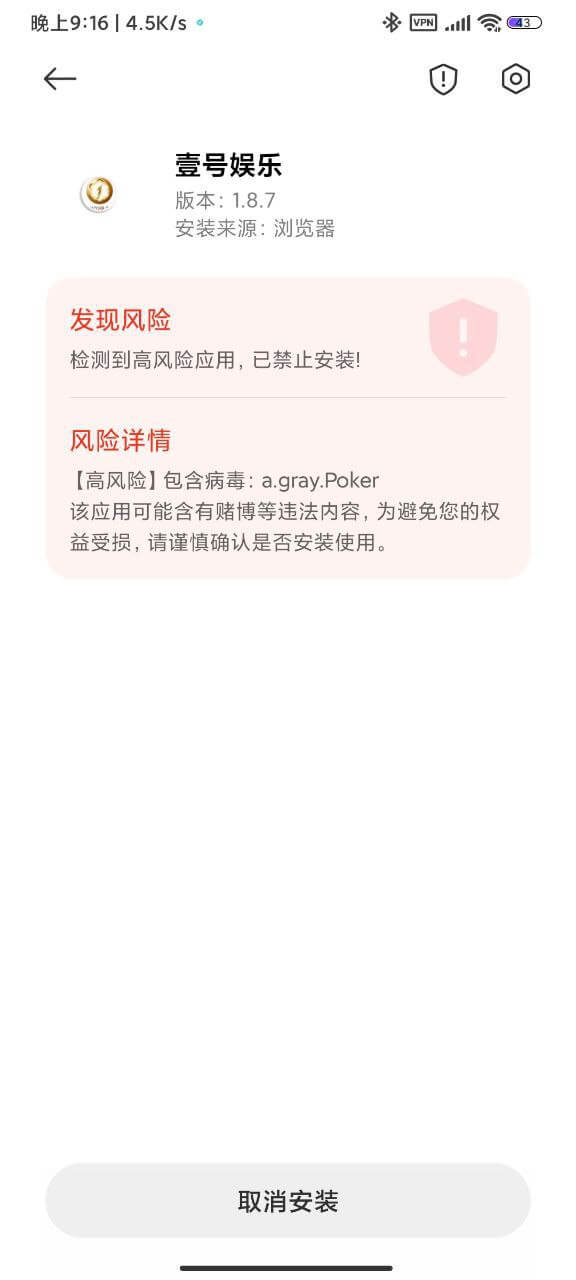 晚上9:16 | 4.5K/s
VPN
43
壹号娱乐
版本: 1.8.7
安装来源: 浏览器
发现风险
检测到高风险应用, 已禁止安装!
风险详情
【高风险】包含病毒: a.gray.Poker
该应用可能含有赌博等违法内容, 为避免您的权
益受损, 请谨慎确认是否安装使用。
取消安装